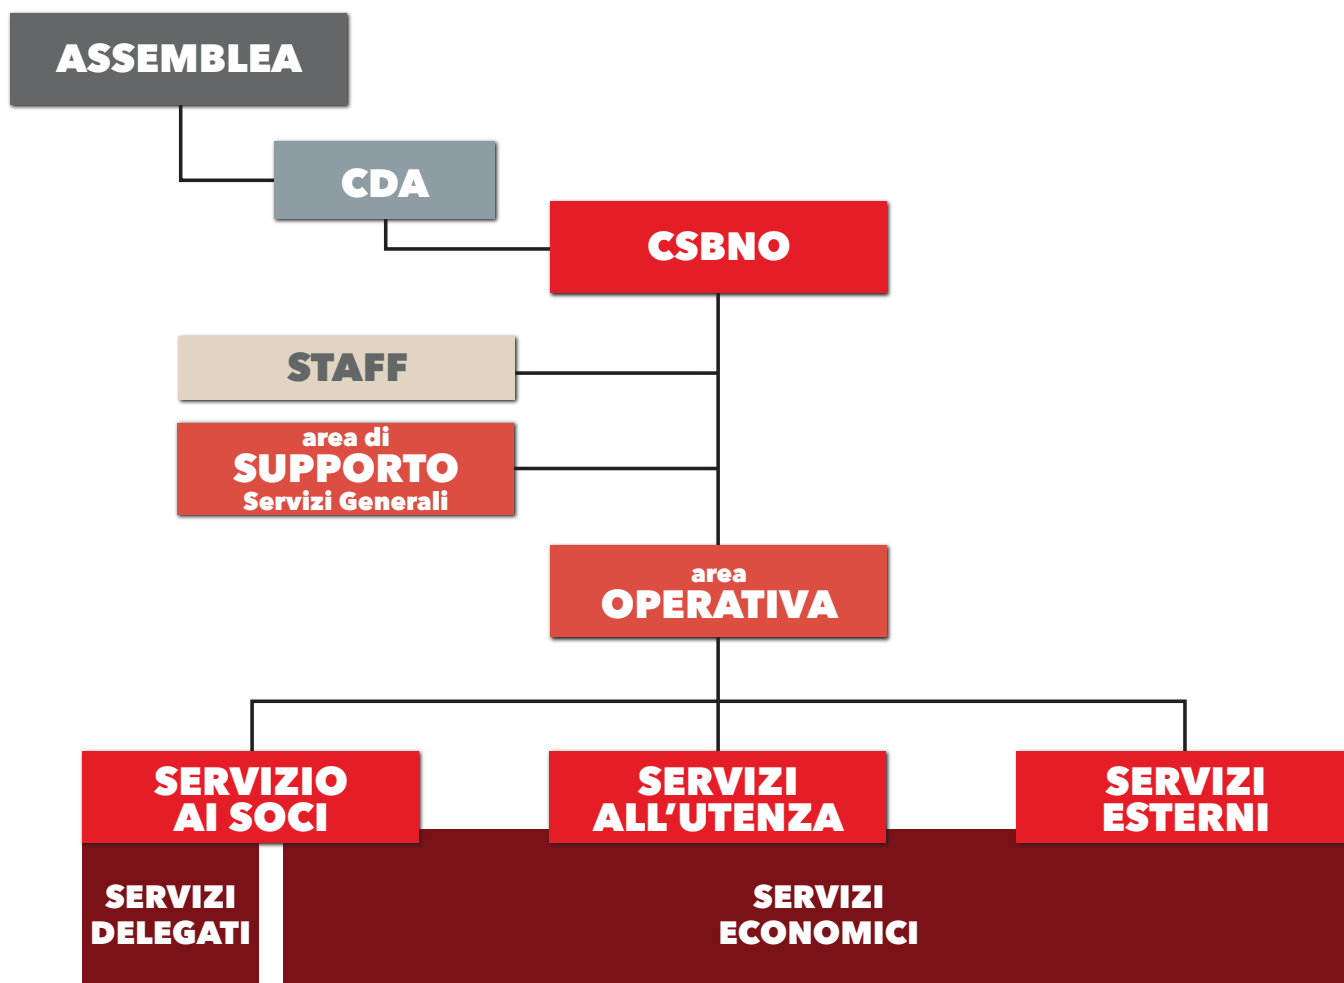 ASSEMBLEA
CDA
CSBNO
STAFF
area di
SUPPORTO
Servizi Generali
area
OPERATIVA
SERVIZIO
AI SOCI
SERVIZI
ALL’UTENZA
SERVIZI
ESTERNI
SERVIZI
DELEGATI
SERVIZI
ECONOMICI